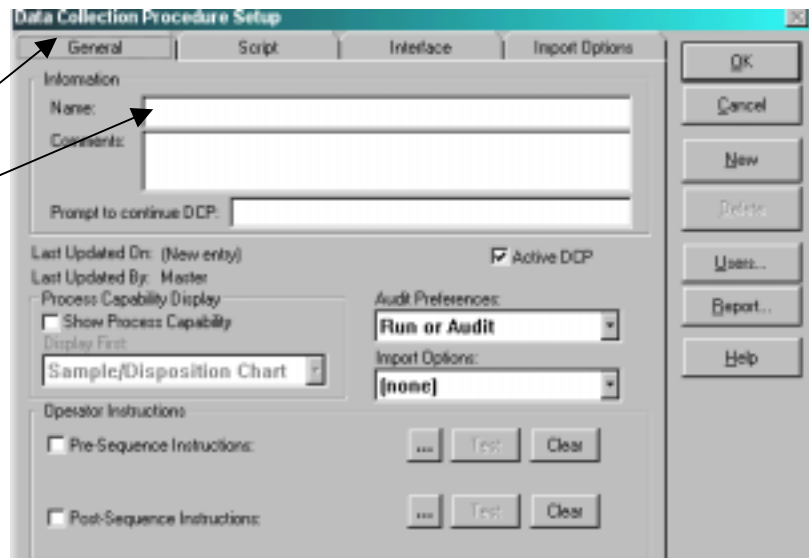 Data Collection Procedure Setup
General Script Interface Import Options
Information
Name:
Comments:
Prompt to continue DCP:
Last Updated On: (New entry)
Active DCP
Last Updated By: Master
Process Capability Display
Show Process Capability
Display First:
Sample/Disposition Chart
Audit Preferences:
Run or Audit
Import Options:
(none)
Operator Instructions
Pre-Sequence Instructions:
... Test Clear
Post-Sequence Instructions:
... Test Clear
OK
Cancel
New
Delete
Users...
Report...
Help